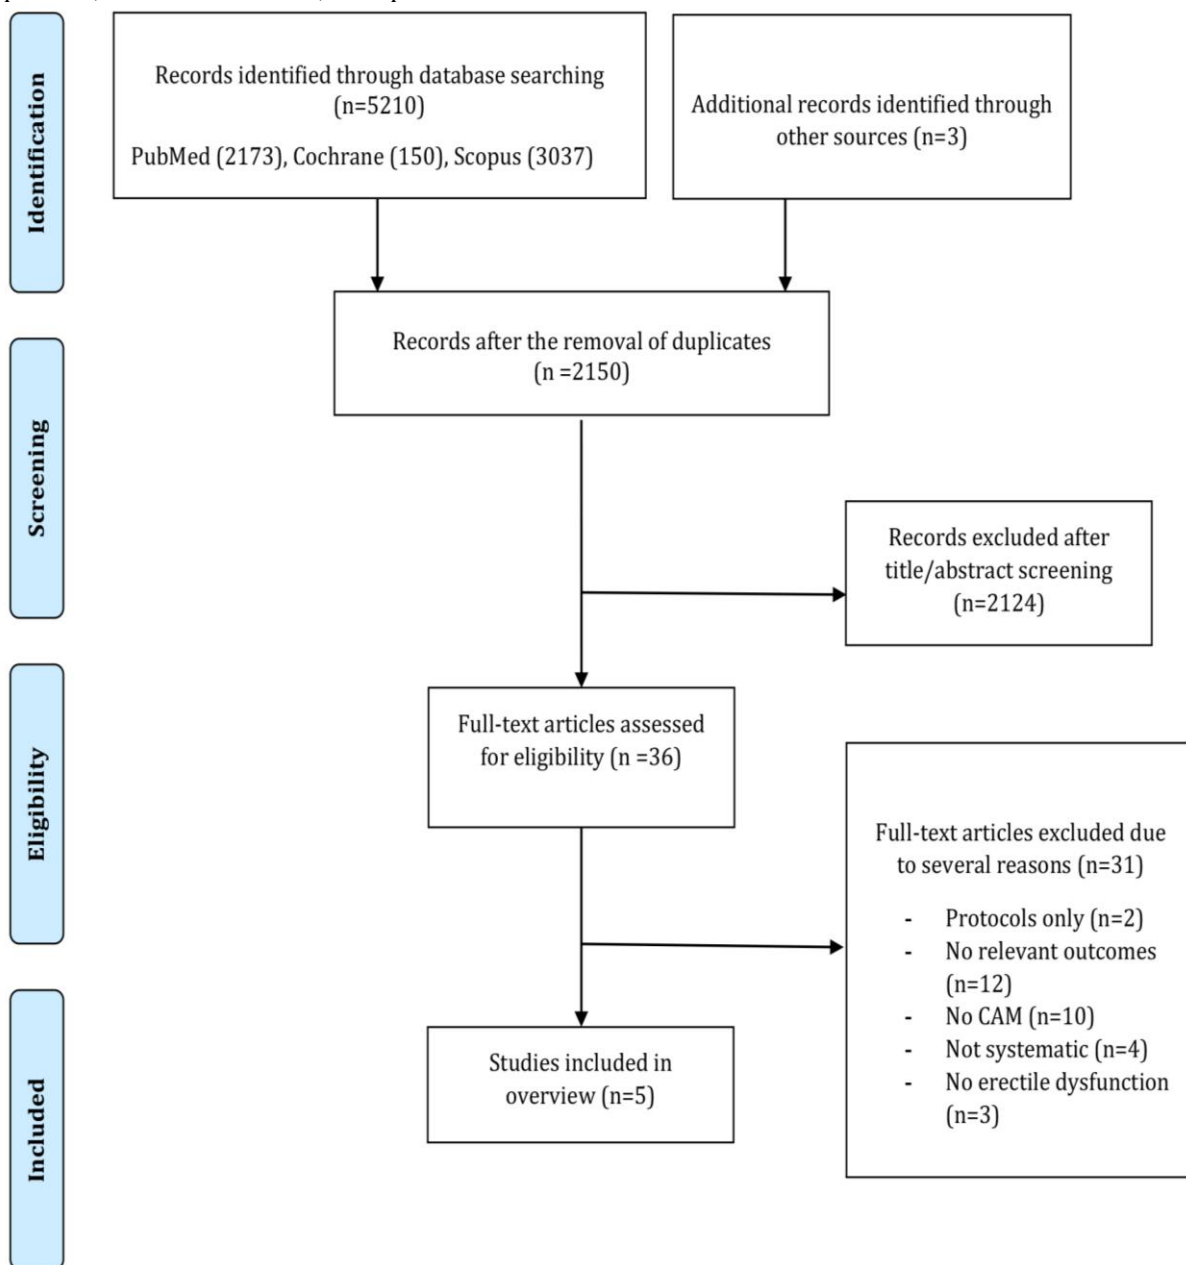 Identification
Records identified through database searching
(n=5210)
PubMed (2173), Cochrane (150), Scopus (3037)
Additional records identified through
other sources (n=3)
Records after the removal of duplicates
(n =2150)
Screening
Records excluded after
title/abstract screening
(n=2124)
Eligibility
Full-text articles assessed
for eligibility (n =36)
Full-text articles excluded due
to several reasons (n=31)
- Protocols only (n=2)
- No relevant outcomes
(n=12)
- No CAM (n=10)
- Not systematic (n=4)
- No erectile dysfunction
(n=3)
Included
Studies included in
overview (n=5)